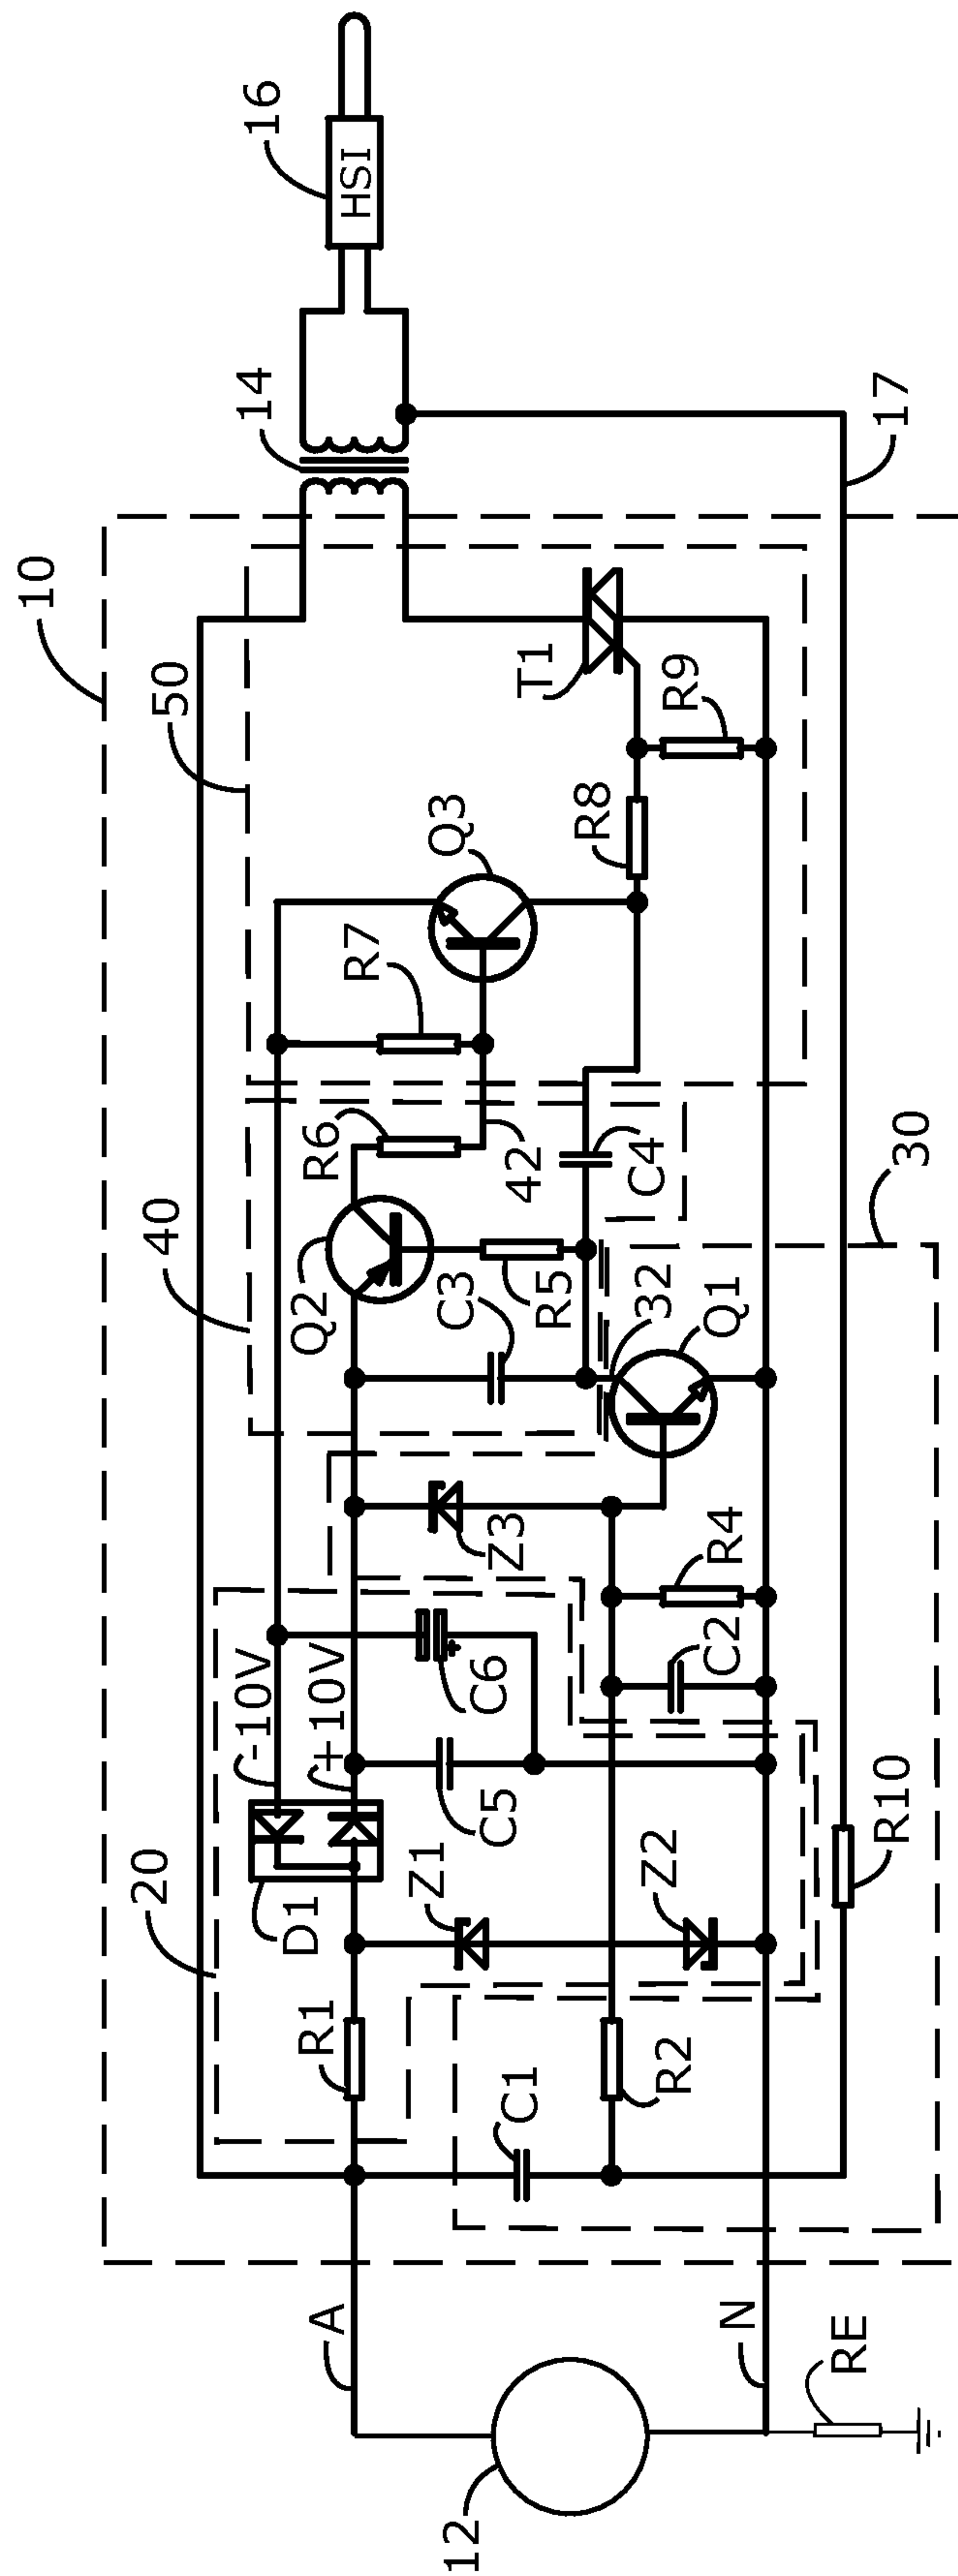 10
50
40
20
A
12
16
HSI
14
17
T1
R9
R8
Q3
R7
R6
42
C4
30
Q2
C3
R5
32
Q1
Z3
R4
C2
-10V
+10V
C6
C5
D1
Z1
Z2
R10
R1
R2
C1
N
RE